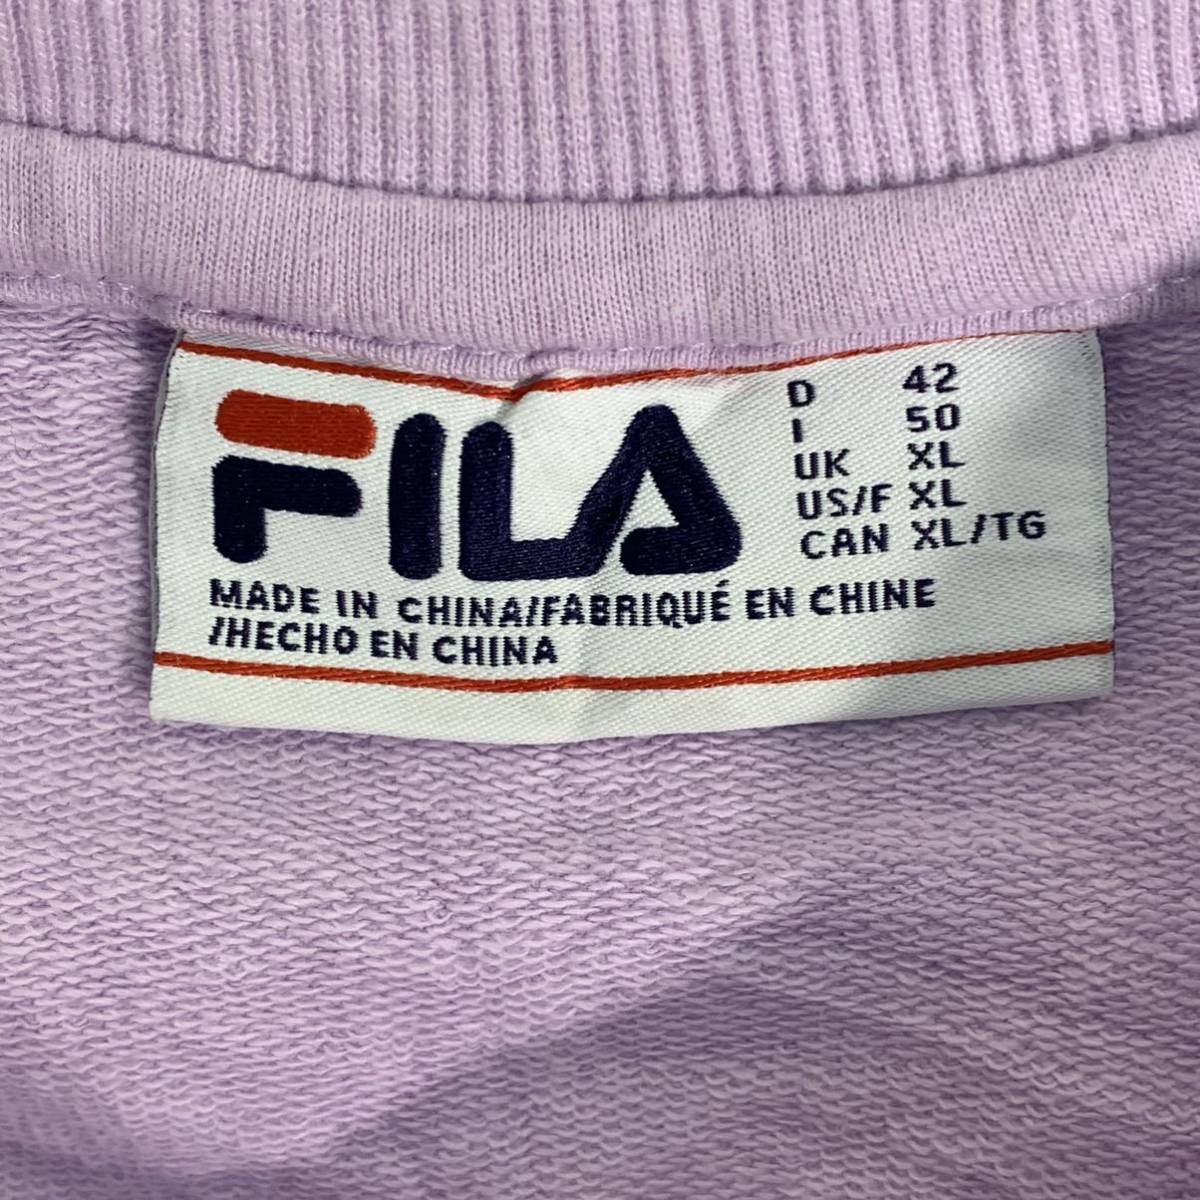 FILA
D 42
I 50
UK XL
US/F XL
CAN XL/TG
MADE IN CHINA/FABRIQUÉ EN CHINE
/HECHO EN CHINA